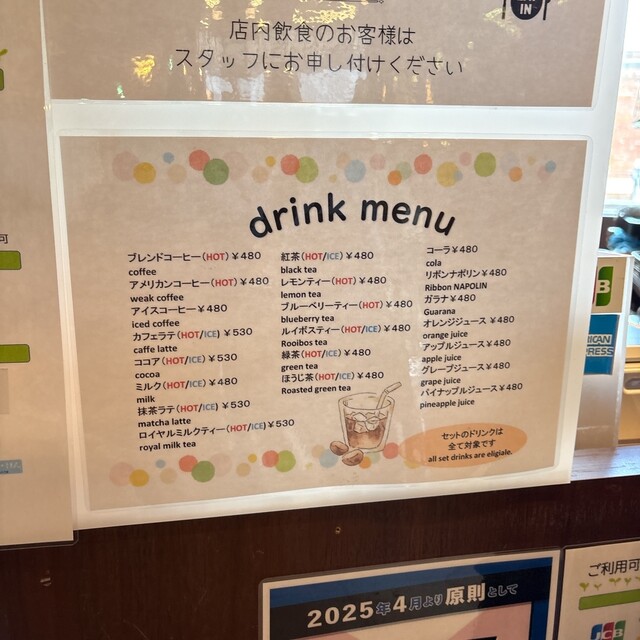 IN
店内飲食のお客様は
スタッフにお申し付けください
drink menu
ブレンドコーヒー(HOT)￥480
coffee
アメリカンコーヒー(HOT)￥480
weak coffee
アイスコーヒー￥480
iced coffee
カフェラテ(HOT/ICE)￥530
caffe latte
ココア(HOT/ICE)￥530
cocoa
ミルク(HOT/ICE)￥480
milk
抹茶ラテ(HOT/ICE)￥530
matcha latte
ロイヤルミルクティー(HOT/ICE)￥530
royal milk tea
紅茶(HOT/ICE)￥480
black tea
レモンティー(HOT/ICE)￥480
lemon tea
ブルーベリーティー(HOT/ICE)￥480
blueberry tea
ルイボスティー(HOT/ICE)￥480
Rooibos tea
緑茶(HOT/ICE)￥480
green tea
ほうじ茶(HOT/ICE)￥480
Roasted green tea
コーラ￥480
cola
リボンナポリン￥480
Ribbon NAPOLIN
ガラナ￥480
Guarana
オレンジジュース ￥480
orange juice
アップルジュース￥480
apple juice
グレープジュース￥480
grape juice
パイナップルジュース￥480
pineapple juice
セットのドリンクは
全て対象です
all set drinks are eligiale.
可
2025年4月より原則として
ご利用可
JCB